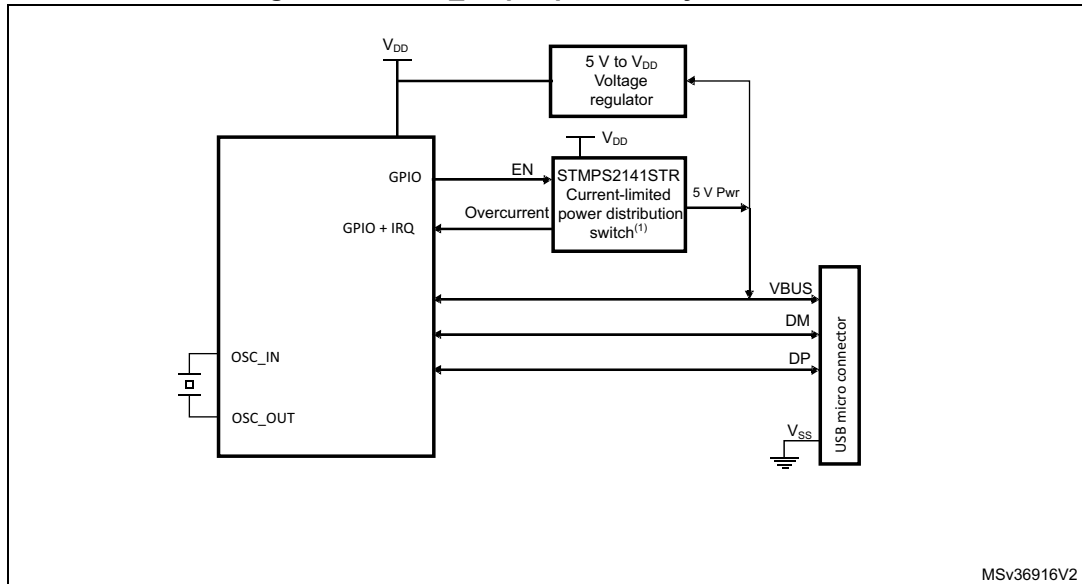 VDD
5 V to VDD
Voltage
regulator
VDD
GPIO
EN
STMPS2141STR
Current-limited
power distribution
switch(1)
5 V Pwr
Overcurrent
GPIO + IRQ
VBUS
DM
DP
OSC_IN
OSC_OUT
VSS
USB micro connector
MSv36916V2